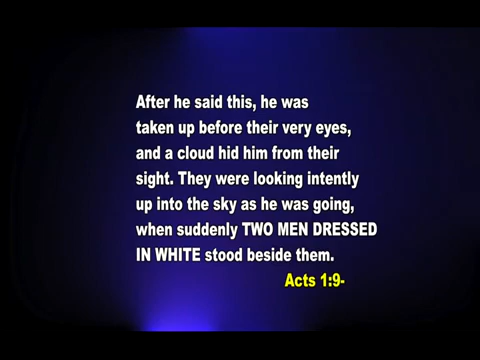 After he said this, he was
taken up before their very eyes,
and a cloud hid him from their
sight. They were looking intently
up into the sky as he was going,
when suddenly TWO MEN DRESSED
IN WHITE stood beside them.
Acts 1:9-